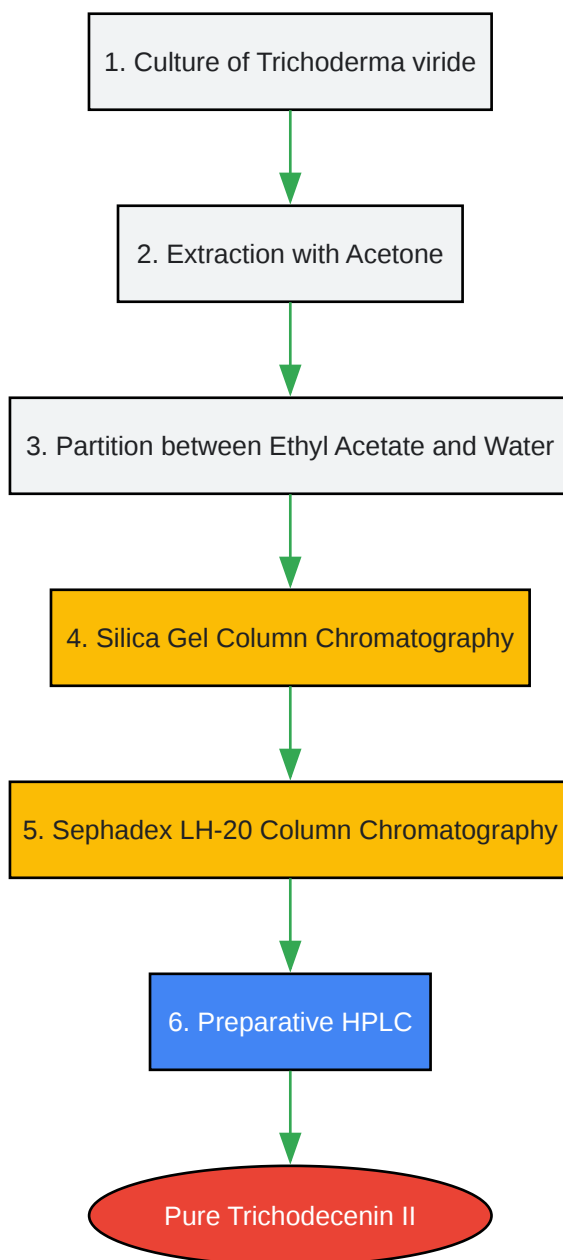 1. Culture of Trichoderma viride
2. Extraction with Acetone
3. Partition between Ethyl Acetate and Water
4. Silica Gel Column Chromatography
5. Sephadex LH-20 Column Chromatography
6. Preparative HPLC
Pure Trichodecenin II